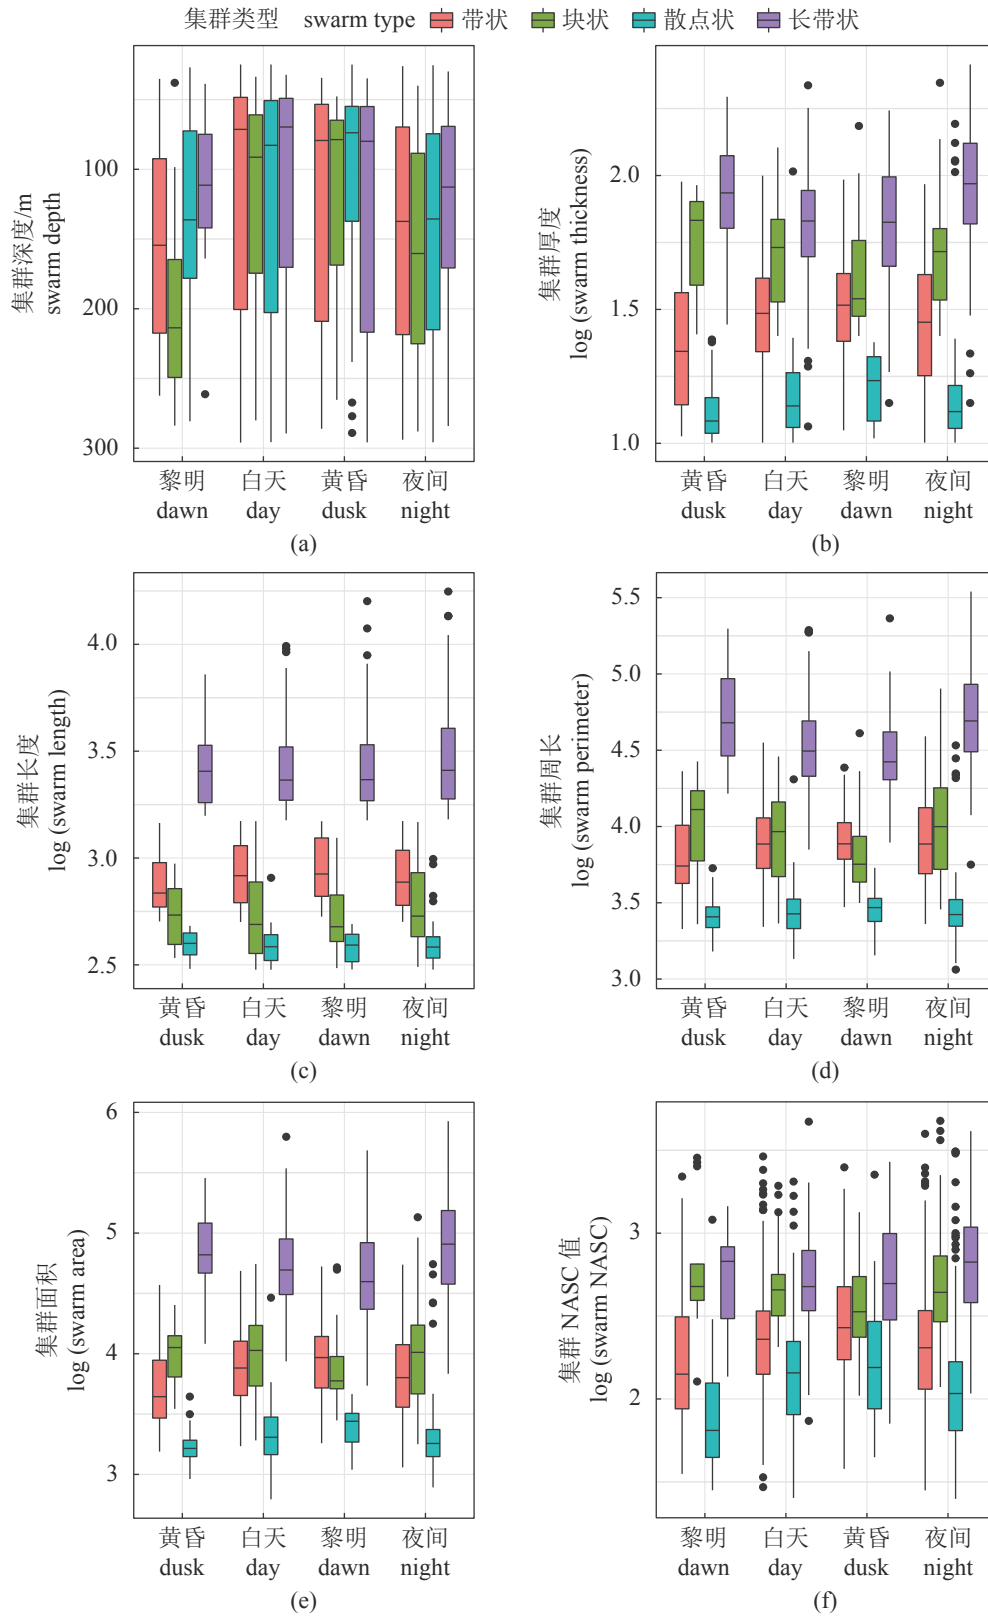 集群类型 swarm type 带状 块状 散点状 长带状
集群深度/m
swarm depth
100
200
300
黎明 白天 黄昏 夜间
dawn day dusk night
(a)
集群厚度
log (swarm thickness)
2.0
1.5
1.0
黄昏 白天 黎明 夜间
dusk day dawn night
(b)
集群长度
log (swarm length)
4.0
3.5
3.0
2.5
黄昏 白天 黎明 夜间
dusk day dawn night
(c)
集群周长
log (swarm perimeter)
5.5
5.0
4.5
4.0
3.5
3.0
黄昏 白天 黎明 夜间
dusk day dawn night
(d)
集群面积
log (swarm area)
6
5
4
3
黄昏 白天 黎明 夜间
dusk day dawn night
(e)
集群 NASC 值
log (swarm NASC)
3
2
黎明 白天 黄昏 夜间
dawn day dusk night
(f)